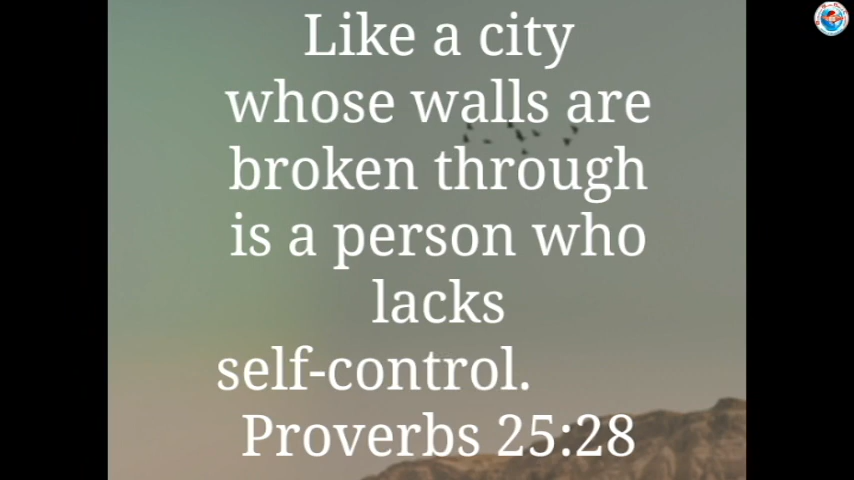 Like a city
whose walls are
broken through
is a person who
lacks
self-control.
Proverbs 25:28